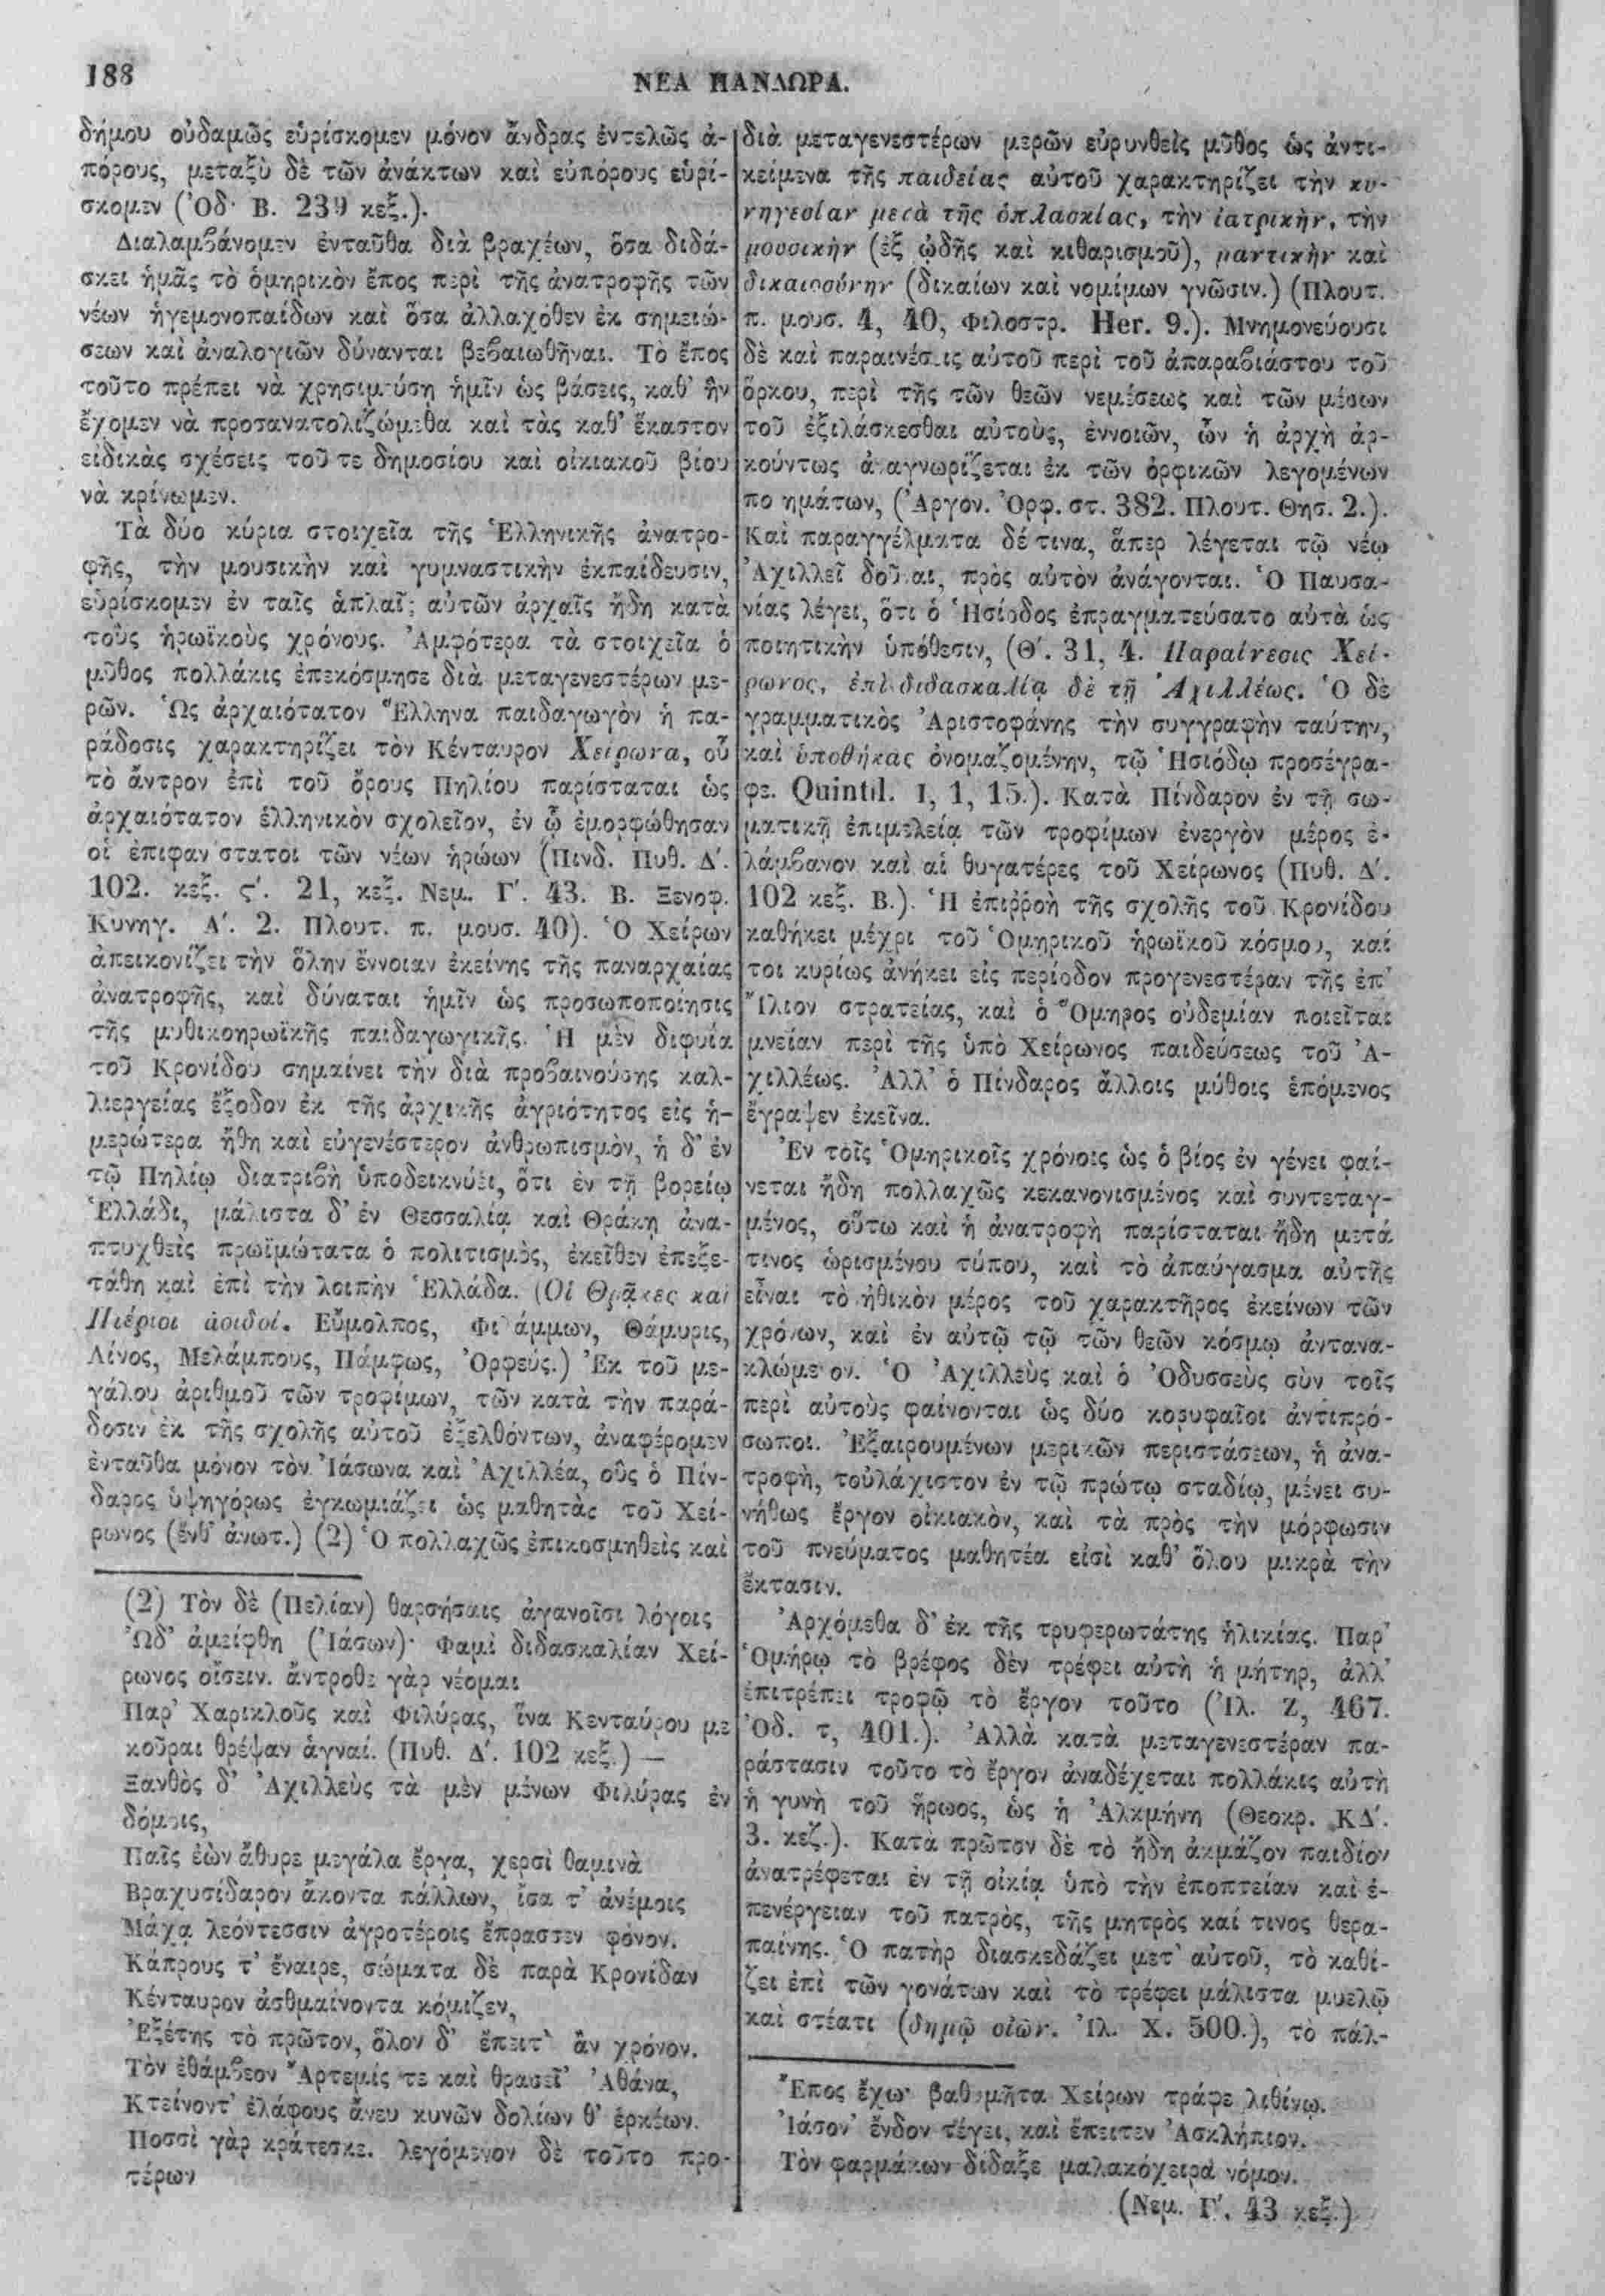 188
ΝΕΑ ΠΑΝΔΩΡΑ.
δήμου οὐδαμῶς εὑρίσκομεν μόνον ἄνδρας ἐντελῶς ἀ-
πόρους, μεταξὺ δὲ τῶν ἀνάκτων καὶ εὐπόρους εὑρί-
σκομεν (Ὀδ· Β. 239 κεξ.).
Διαλαμβάνομεν ἐνταῦθα διὰ βραχέων, ὅσα διδά-
σκει ἡμᾶς τὸ ὁμηρικὸν ἔπος περὶ τῆς ἀνατροφῆς τῶν
νέων ἡγεμονοπαίδων καὶ ὅσα ἀλλαχόθεν ἐκ σημειώ-
σεων καὶ ἀναλογιῶν δύνανται βεβαιωθῆναι. Τὸ ἔπος
τοῦτο πρέπει νὰ χρησιμεύσῃ ἡμῖν ὡς βάσεις, καθ’ ἣν
ἔχομεν νὰ προσανατολιζώμεθα καὶ τὰς καθ’ ἕκαστον
εἰδικὰς σχέσεις τοῦ τε δημοσίου καὶ οἰκιακοῦ βίου
νὰ κρίνωμεν.
Τὰ δύο κύρια στοιχεῖα τῆς Ἑλληνικῆς ἀνατρο-
φῆς, τὴν μουσικὴν καὶ γυμναστικὴν ἐκπαίδευσιν,
εὑρίσκομεν ἐν ταῖς ἁπλαῖς αὐτῶν ἀρχαῖς ἤδη κατὰ
τοὺς ἡρωϊκοὺς χρόνους. Ἀμφότερα τὰ στοιχεῖα ὁ
μῦθος πολλάκις ἐπεκόσμησε διὰ μεταγενεστέρων με-
ρῶν. Ὡς ἀρχαιότατον Ἕλληνα παιδαγωγὸν ἡ πα-
ράδοσις χαρακτηρίζει τὸν Κένταυρον Χείρωνα, οὗ
τὸ ἄντρον ἐπὶ τοῦ ὄρους Πηλίου παρίσταται ὡς
ἀρχαιότατον ἑλληνικὸν σχολεῖον, ἐν ᾧ ἐμορφώθησαν
οἱ ἐπιφανέστατοι τῶν νέων ἡρώων (Πινδ. Πυθ. Δ΄.
102. κεξ. ς΄. 21, κεξ. Νεμ. Γ΄. 43. Β. Ξενοφ.
Κυνηγ. Α΄. 2. Πλουτ. π. μουσ. 40). Ὁ Χείρων
ἀπεικονίζει τὴν ὅλην ἔννοιαν ἐκείνης τῆς παναρχαίας
ἀνατροφῆς, καὶ δύναται ἡμῖν ὡς προσωποποίησις
τῆς μυθικοηρωϊκῆς παιδαγωγικῆς. Ἡ μὲν διφυΐα
τοῦ Κρονίδου σημαίνει τὴν διὰ προβαινούσης καλ-
λιεργείας ἔξοδον ἐκ τῆς ἀρχικῆς ἀγριότητος εἰς ἡ-
μερώτερα ἤθη καὶ εὐγενέστερον ἀνθρωπισμὸν, ἡ δ’ ἐν
τῷ Πηλίῳ διατριβὴ ὑποδεικνύει, ὅτι ἐν τῇ βορείῳ
Ἑλλάδι, μάλιστα δ’ ἐν Θεσσαλίᾳ καὶ Θράκῃ ἀνα-
πτυχθεὶς πρωϊμώτατα ὁ πολιτισμὸς, ἐκεῖθεν ἐπεξε-
τάθη καὶ ἐπὶ τὴν λοιπὴν Ἑλλάδα. (Οἱ Θρᾷκες καὶ
Πιέριοι ἀοιδοί. Εὔμολπος, Φιλάμμων, Θάμυρις,
Λίνος, Μελάμπους, Πάμφως, Ὀρφεύς.) Ἐκ τοῦ με-
γάλου ἀριθμοῦ τῶν τροφίμων, τῶν κατὰ τὴν παρά-
δοσιν ἐκ τῆς σχολῆς αὐτοῦ ἐξελθόντων, ἀναφέρομεν
ἐνταῦθα μόνον τὸν Ἰάσωνα καὶ Ἀχιλλέα, οὓς ὁ Πίν-
δαρος ὑψηγόρως ἐγκωμιάζει ὡς μαθητὰς τοῦ Χεί-
ρωνος (ἔνθ’ ἀνωτ.) (2) Ὁ πολλαχῶς ἐπικοσμηθεὶς καὶ
(2) Τὸν δὲ (Πελίαν) θαρσήσαις ἀγανοῖσι λόγοις
Ὧδ’ ἀμείφθη (Ἰάσων)· Φαμὶ διδασκαλίαν Χεί-
ρωνος οἴσειν. ἄντροθε γὰρ νέομαι
Παρ’ Χαρικλοῦς καὶ Φιλύρας, ἵνα Κενταύρου με
κοῦραι θρέψαν ἁγναί. (Πυθ. Δ΄. 102 κεξ.) —
Ξανθὸς δ’ Ἀχιλλεὺς τὰ μὲν μένων Φιλύρας ἐν
δόμοις,
Παῖς ἐὼν ἄθυρε μεγάλα ἔργα, χερσὶ θαμινὰ
Βραχυσίδαρον ἄκοντα πάλλων, ἴσα τ’ ἀνέμοις
Μάχᾳ λεόντεσσιν ἀγροτέροις ἔπρασσεν φόνον.
Κάπρους τ’ ἔναιρε, σώματα δὲ παρὰ Κρονίδαν
Κένταυρον ἀσθμαίνοντα κόμιζεν,
Ἑξέτης τὸ πρῶτον, ὅλον δ’ ἔπειτ’ ἂν χρόνον.
Τὸν ἐθάμβεον Ἄρτεμίς τε καὶ θρασεῖ’ Ἀθάνα,
Κτείνοντ’ ἐλάφους ἄνευ κυνῶν δολίων θ’ ἑρκέων.
Ποσσὶ γὰρ κράτεσκε. λεγόμενον δὲ τοῦτο προ-
τέρων
διὰ μεταγενεστέρων μερῶν εὐρυνθεὶς μῦθος ὡς ἀντι-
κείμενα τῆς παιδείας αὐτοῦ χαρακτηρίζει τὴν κυ-
νηγεσίαν μετὰ τῆς ὁπλασκίας, τὴν ἰατρικὴν, τὴν
μουσικὴν (ἐξ ᾠδῆς καὶ κιθαρισμοῦ), μαντικὴν καὶ
δικαιοσύνην (δικαίων καὶ νομίμων γνῶσιν.) (Πλουτ.
π. μουσ. 4, 40, Φιλοστρ. Her. 9.). Μνημονεύουσι
δὲ καὶ παραινέσεις αὐτοῦ περὶ τοῦ ἀπαραβιάστου τοῦ
ὅρκου, περὶ τῆς τῶν θεῶν νεμέσεως καὶ τῶν μέσων
τοῦ ἐξιλάσκεσθαι αὐτοὺς, ἐννοιῶν, ὧν ἡ ἀρχὴ ἀρ-
κούντως ἀναγνωρίζεται ἐκ τῶν ὀρφικῶν λεγομένων
ποιημάτων, (Ἀργον. Ὀρφ. στ. 382. Πλουτ. Θησ. 2.).
Καὶ παραγγέλματα δέ τινα, ἅπερ λέγεται τῷ νέῳ
Ἀχιλλεῖ δοῦναι, πρὸς αὐτὸν ἀνάγονται. Ὁ Παυσα-
νίας λέγει, ὅτι ὁ Ἡσίοδος ἐπραγματεύσατο αὐτὰ ὡς
ποιητικὴν ὑπόθεσιν, (Θ΄. 31, 4. Παραίνεσις Χεί-
ρωνος, ἐπὶ διδασκαλίᾳ δὲ τῇ Ἀχιλλέως. Ὁ δὲ
γραμματικὸς Ἀριστοφάνης τὴν συγγραφὴν ταύτην,
καὶ ὑποθήκας ὀνομαζομένην, τῷ Ἡσιόδῳ προσέγρα-
φε. Quintil. I, 1, 15.). Κατὰ Πίνδαρον ἐν τῇ σω-
ματικῇ ἐπιμελείᾳ τῶν τροφίμων ἐνεργὸν μέρος ἐ-
λάμβανον καὶ αἱ θυγατέρες τοῦ Χείρωνος (Πυθ. Δ΄.
102 κεξ. Β.). Ἡ ἐπιῤῥοὴ τῆς σχολῆς τοῦ Κρονίδου
καθήκει μέχρι τοῦ Ὁμηρικοῦ ἡρωϊκοῦ κόσμου, καί
τοι κυρίως ἀνήκει εἰς περίοδον προγενεστέραν τῆς ἐπ’
Ἴλιον στρατείας, καὶ ὁ Ὅμηρος οὐδεμίαν ποιεῖται
μνείαν περὶ τῆς ὑπὸ Χείρωνος παιδεύσεως τοῦ Ἀ-
χιλλέως. Ἀλλ’ ὁ Πίνδαρος ἄλλοις μύθοις ἑπόμενος
ἔγραψεν ἐκεῖνα.
Ἐν τοῖς Ὁμηρικοῖς χρόνοις ὡς ὁ βίος ἐν γένει φαί-
νεται ἤδη πολλαχῶς κεκανονισμένος καὶ συντεταγ-
μένος, οὕτω καὶ ἡ ἀνατροφὴ παρίσταται ἤδη μετά
τινος ὡρισμένου τύπου, καὶ τὸ ἀπαύγασμα αὐτῆς
εἶναι τὸ ἠθικὸν μέρος τοῦ χαρακτῆρος ἐκείνων τῶν
χρόνων, καὶ ἐν αὐτῷ τῷ τῶν θεῶν κόσμῳ ἀντανα-
κλώμενον. Ὁ Ἀχιλλεὺς καὶ ὁ Ὀδυσσεὺς σὺν τοῖς
περὶ αὐτοὺς φαίνονται ὡς δύο κορυφαῖοι ἀντιπρό-
σωποι. Ἐξαιρουμένων μερικῶν περιστάσεων, ἡ ἀνα-
τροφὴ, τοὐλάχιστον ἐν τῷ πρώτῳ σταδίῳ, μένει συ-
νήθως ἔργον οἰκιακὸν, καὶ τὰ πρὸς τὴν μόρφωσιν
τοῦ πνεύματος μαθητέα εἰσὶ καθ’ ὅλου μικρὰ τὴν
ἔκτασιν.
Ἀρχόμεθα δ’ ἐκ τῆς τρυφερωτάτης ἡλικίας. Παρ’
Ὁμήρῳ τὸ βρέφος δὲν τρέφει αὐτὴ ἡ μήτηρ, ἀλλ’
ἐπιτρέπει τροφῷ τὸ ἔργον τοῦτο (Ἰλ. Ζ, 467.
Ὀδ. τ, 401.). Ἀλλὰ κατὰ μεταγενεστέραν πα-
ράστασιν τοῦτο τὸ ἔργον ἀναδέχεται πολλάκις αὐτὴ
ἡ γυνὴ τοῦ ἥρωος, ὡς ἡ Ἀλκμήνη (Θεοκρ. ΚΔ΄.
3. κεζ.). Κατὰ πρῶτον δὲ τὸ ἤδη ἀκμάζον παιδίον
ἀνατρέφεται ἐν τῇ οἰκίᾳ ὑπὸ τὴν ἐποπτείαν καὶ ἐ-
πενέργειαν τοῦ πατρὸς, τῆς μητρὸς καί τινος θερα-
παίνης. Ὁ πατὴρ διασκεδάζει μετ’ αὐτοῦ, τὸ καθί-
ζει ἐπὶ τῶν γονάτων καὶ τὸ τρέφει μάλιστα μυελῷ
καὶ στέατι (δημῷ οἰῶν. Ἰλ. Χ. 500.), τὸ πάλ-
Ἔπος ἔχω· βαθυμῆτα Χείρων τράφε λιθίνῳ.
Ἰάσον’ ἔνδον τέγει, καὶ ἔπειτεν Ἀσκλήπιον.
Τὸν φαρμάκων δίδαξε μαλακόχειρα νόμον.
(Νεμ. Γ΄. 43 κεξ.)